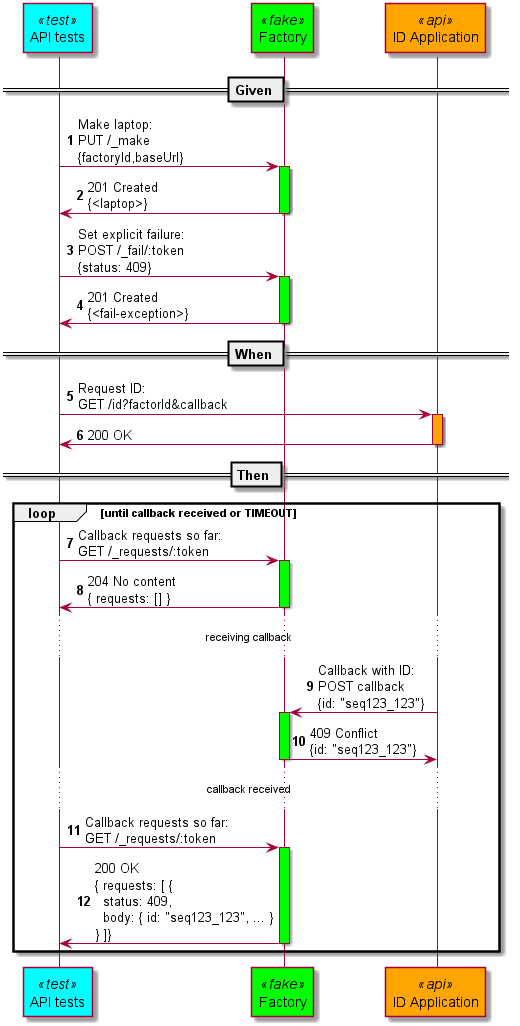 «test»
API tests
«fake»
Factory
«api»
ID Application
Given
Make laptop:
1 PUT /_make
{factoryId,baseUrl}
2 201 Created
{<laptop>}
Set explicit failure:
3 POST /_fail/:token
{status: 409}
4 201 Created
{<fail-exception>}
When
5 Request ID:
GET /id?factorId&callback
6 200 OK
Then
loop [until callback received or TIMEOUT]
7 Callback requests so far:
GET /_requests/:token
8 204 No content
{ requests: [] }
receiving callback
Callback with ID:
9 POST callback
{id: "seq123_123"}
10 409 Conflict
{id: "seq123_123"}
callback received
11 Callback requests so far:
GET /_requests/:token
200 OK
{ requests: [ {
12 status: 409,
body: { id: "seq123_123", ... }
} ]}
«test»
API tests
«fake»
Factory
«api»
ID Application